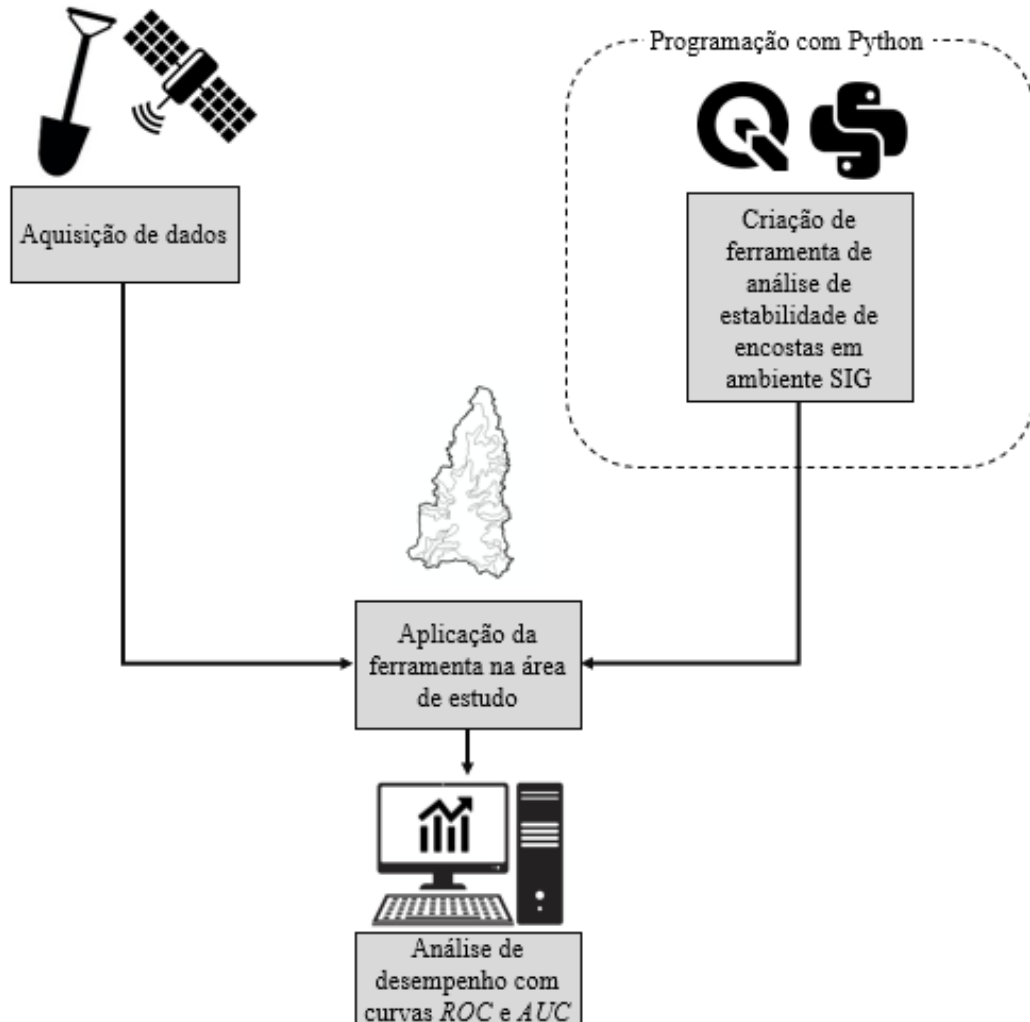 Programação com Python
Aquisição de dados
Criação de
ferramenta de
análise de
estabilidade de
encostas em
ambiente SIG
Aplicação da
ferramenta na área
de estudo
Análise de
desempenho com
curvas ROC e AUC